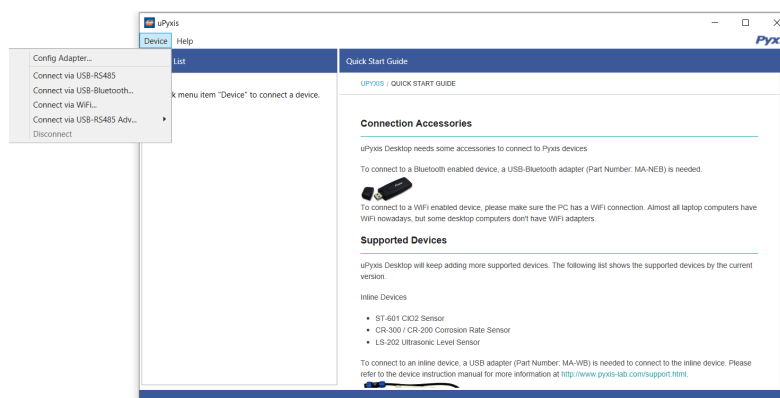 uPyxis
Device Help
Config Adapter...
Connect via USB-RS485
Connect via USB-Bluetooth...
Connect via WiFi...
Connect via USB-RS485 Adv...
Disconnect
List
k menu item "Device" to connect a device.
Pyx
Quick Start Guide
UPYXIS / QUICK START GUIDE
Connection Accessories
uPyxis Desktop needs some accessories to connect to Pyxis devices
To connect to a Bluetooth enabled device, a USB-Bluetooth adapter (Part Number: MA-NEB) is needed.
To connect to a WiFi enabled device, please make sure the PC has a WiFi connection. Almost all laptop computers have
WiFi nowadays, but some desktop computers don't have WiFi adapters.
Supported Devices
uPyxis Desktop will keep adding more supported devices. The following list shows the supported devices by the current
version.
Inline Devices
• ST-601 ClO2 Sensor
• CR-300 / CR-200 Corrosion Rate Sensor
• LS-202 Ultrasonic Level Sensor
To connect to an inline device, a USB adapter (Part Number: MA-WB) is needed to connect to the inline device. Please
refer to the device instruction manual for more information at http://www.pyxis-lab.com/support.html.